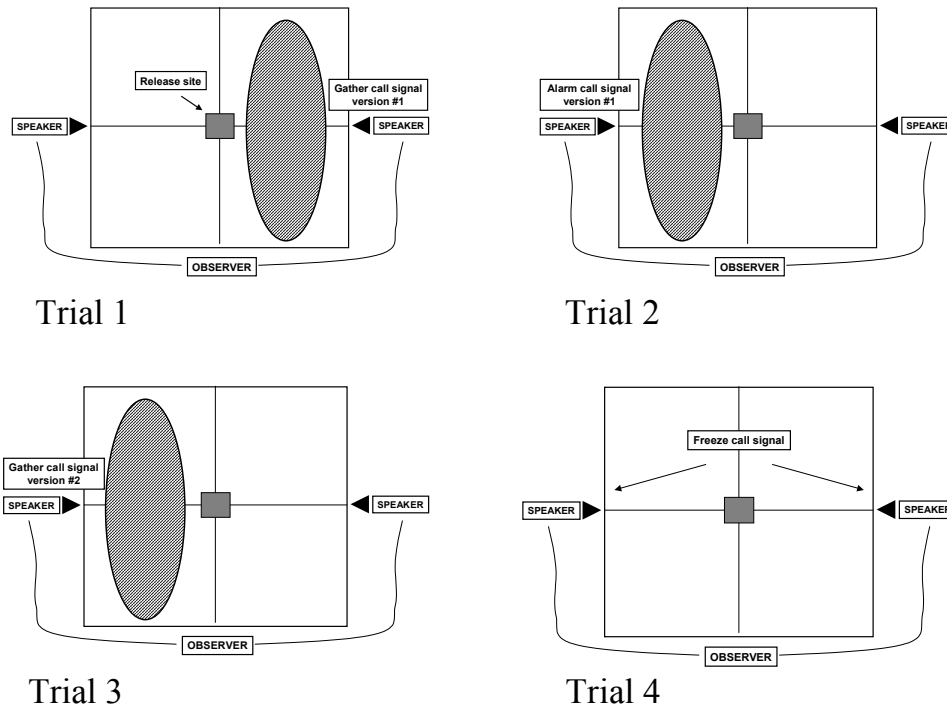 Release site
Gather call signal
version #1
SPEAKER
SPEAKER
OBSERVER
Trial 1
Alarm call signal
version #1
SPEAKER
SPEAKER
OBSERVER
Trial 2
Gather call signal
version #2
SPEAKER
SPEAKER
OBSERVER
Trial 3
Freeze call signal
SPEAKER
SPEAKER
OBSERVER
Trial 4